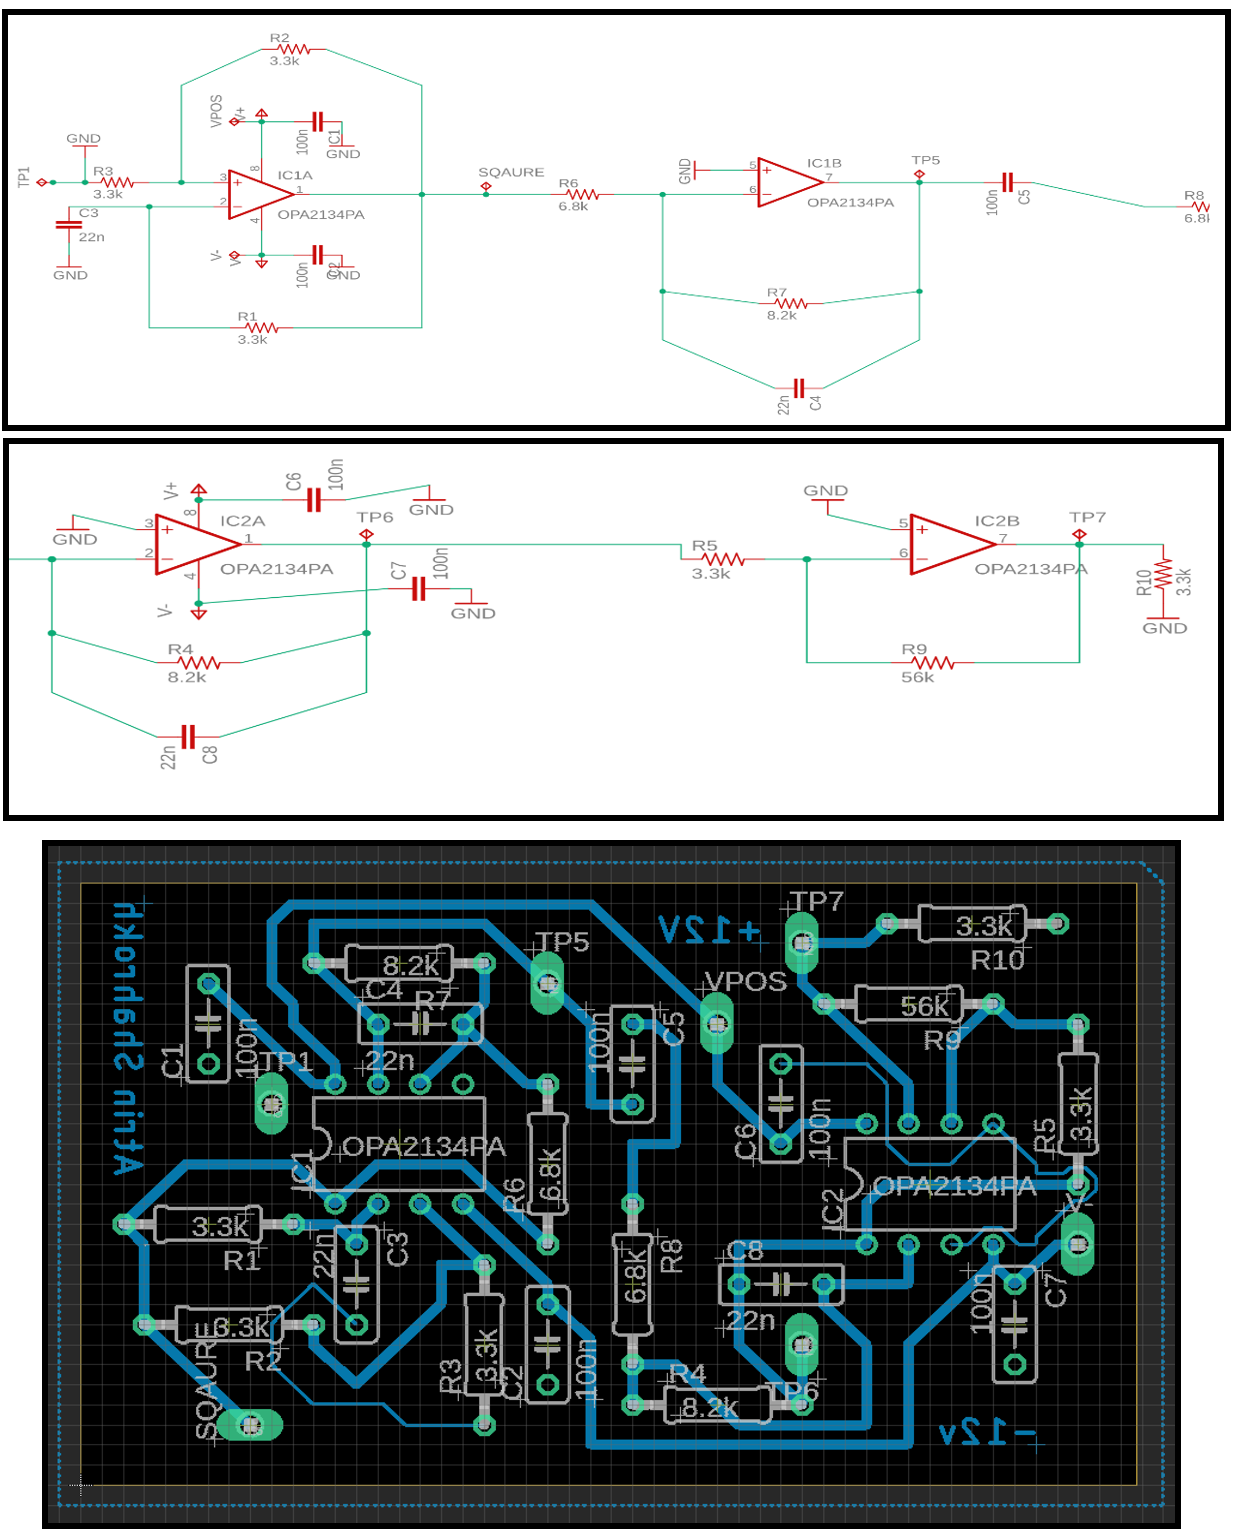 R2
3.3k
VPOS
V+
100n
C1
GND
GND
TP1
R3
3.3k
3
8
IC1A
1
2
4
OPA2134PA
C3
22n
GND
V-
V-
100n
C2
GND
R1
3.3k
SQAURE
R6
6.8k
GND
5
6
7
IC1B
OPA2134PA
TP5
100n
C5
R8
6.8k
R7
8.2k
22n
C4
V+
C6
100n
GND
GND
3
8
IC2A
1
2
4
OPA2134PA
TP6
V-
C7
100n
GND
R4
8.2k
22n
C8
R5
3.3k
GND
5
6
7
IC2B
OPA2134PA
TP7
R10
3.3k
GND
R9
56k
Atrin Shahrokh
+12V
TP7
3.3k
R10
TP5
8.2k
C4
R7
22n
VPOS
56k
R9
C1
100n
TP1
100n
C5
C6
100n
R5
3.3k
IC1
OPA2134PA
R6
6.8k
IC2
OPA2134PA
V-
3.3k
R1
22n
C3
R8
6.8k
C8
22n
100n
C7
3.3k
R2
SQAURE
R3
3.3k
C2
100n
R4
8.2k
TP6
-12v